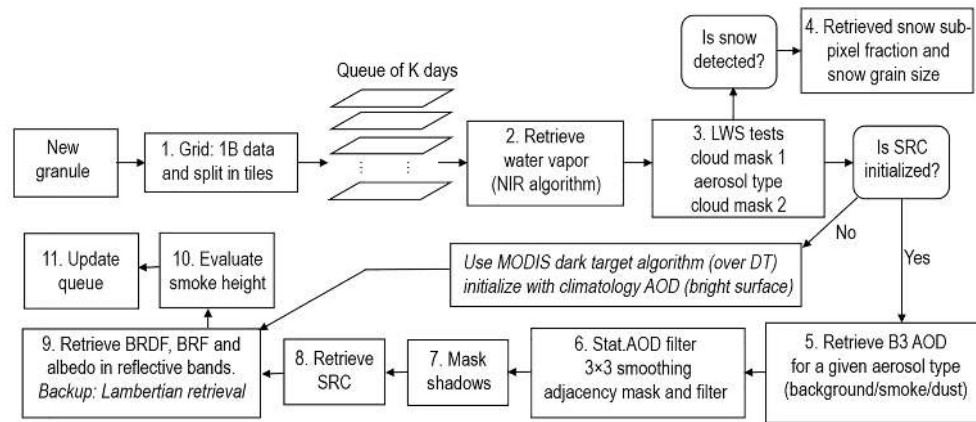 New
granule
1. Grid: 1B data
and split in tiles
Queue of K days
2. Retrieve
water vapor
(NIR algorithm)
3. LWS tests
cloud mask 1
aerosol type
cloud mask 2
Is snow
detected?
4. Retrieved snow sub-
pixel fraction and
snow grain size
Is SRC
initialized?
No
Yes
Use MODIS dark target algorithm (over DT)
initialize with climatology AOD (bright surface)
5. Retrieve B3 AOD
for a given aerosol type
(background/smoke/dust)
6. Stat.AOD filter
3×3 smoothing
adjacency mask and filter
7. Mask
shadows
8. Retrieve
SRC
9. Retrieve BRDF, BRF and
albedo in reflective bands.
Backup: Lambertian retrieval
10. Evaluate
smoke height
11. Update
queue